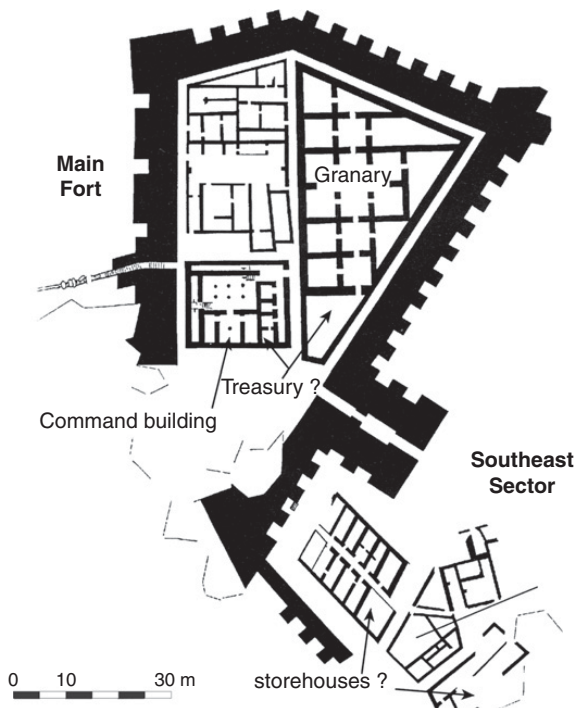 Main
Fort
Granary
Treasury ?
Command building
Southeast
Sector
storehouses ?
0 10 30 m